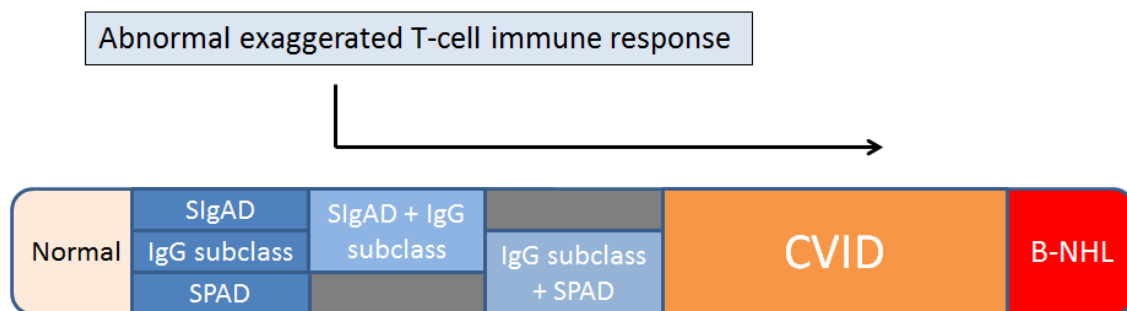 Abnormal exaggerated T-cell immune response
Normal
SIgAD
IgG subclass
SPAD
SIgAD + IgG
subclass
IgG subclass
+ SPAD
CVID
B-NHL